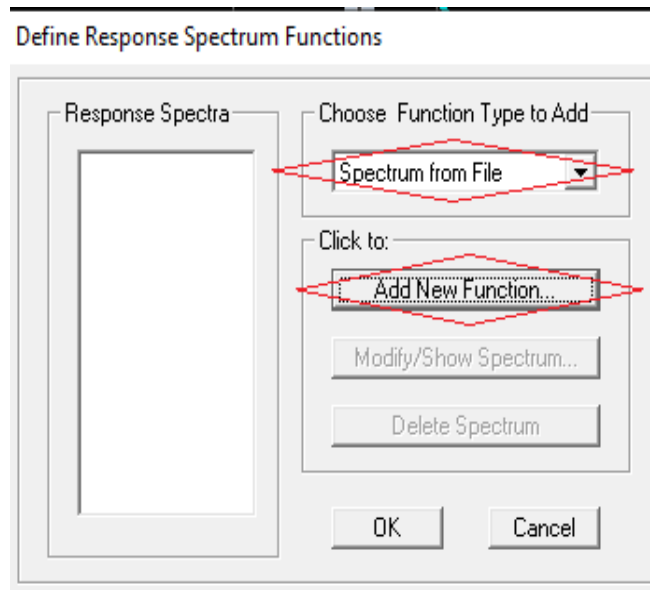 Define Response Spectrum Functions
Response Spectra
Choose Function Type to Add
Spectrum from File
Click to:
Add New Function...
Modify/Show Spectrum...
Delete Spectrum
OK
Cancel